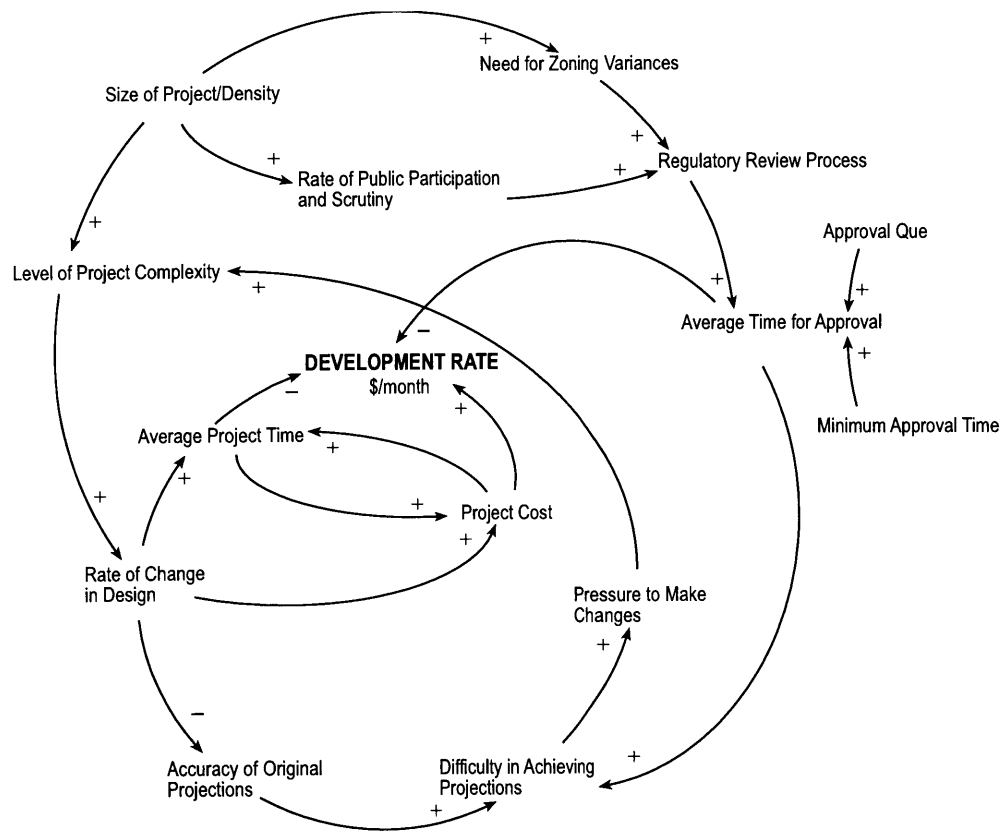 +
Need for Zoning Variances
Size of Project/Density
+
Regulatory Review Process
+
+
Rate of Public Participation
and Scrutiny
+
Approval Que
Level of Project Complexity
+
+
+
Average Time for Approval
−
+
DEVELOPMENT RATE
$/month
−
+
Minimum Approval Time
Average Project Time
+
+
+
+
Project Cost
+
Rate of Change
in Design
Pressure to Make
Changes
+
−
+
Accuracy of Original
Projections
Difficulty in Achieving
Projections
+